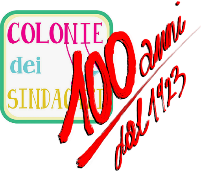 COLONIE
dei
SINDACATI
100 anni
dal 1923